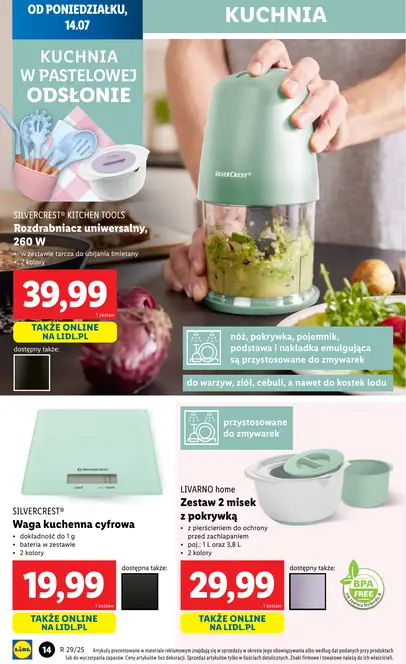 OD PONIEDZIAŁKU,
14.07
KUCHNIA
KUCHNIA
W PASTELOWEJ
ODSŁONIE
SILVERCREST
SILVERCREST® KITCHEN TOOLS
Rozdrabniacz uniwersalny,
260 W
• w zestawie tarcza do ubijania śmietany
• 2 kolory
39,99
1 zestaw
TAKŻE ONLINE
NA LIDL.PL
dostępny także:
nóż, pokrywka, pojemnik,
podstawa i nakładka emulgująca
są przystosowane do zmywarek
do warzyw, ziół, cebuli, a nawet do kostek lodu
SILVERCREST
SILVERCREST®
Waga kuchenna cyfrowa
• dokładność do 1 g
• bateria w zestawie
• 2 kolory
dostępny także:
19,99
1 zestaw
TAKŻE ONLINE
NA LIDL.PL
przystosowane
do zmywarek
LIVARNO home
Zestaw 2 misek
z pokrywką
• z pierścieniem do ochrony
przed zachlapaniem
• poj.: 1 L oraz 3,8 L
• 2 kolory
dostępny także:
29,99
1 zestaw
TAKŻE ONLINE
NA LIDL.PL
BPA
FREE
nie zawiera bisfenolu A
LIDL
14
R 29/25
Artykuły prezentowane w materiale reklamowym znajdują się w sprzedaży w okresie jego obowiązywania albo według dat podanych przy produktach
lub do wyczerpania zapasów. Ceny artykułów bez dekoracji. Sprzedaż artykułów tylko w ilościach detalicznych. Znaki firmowe i towarowe należą do ich właścicieli.